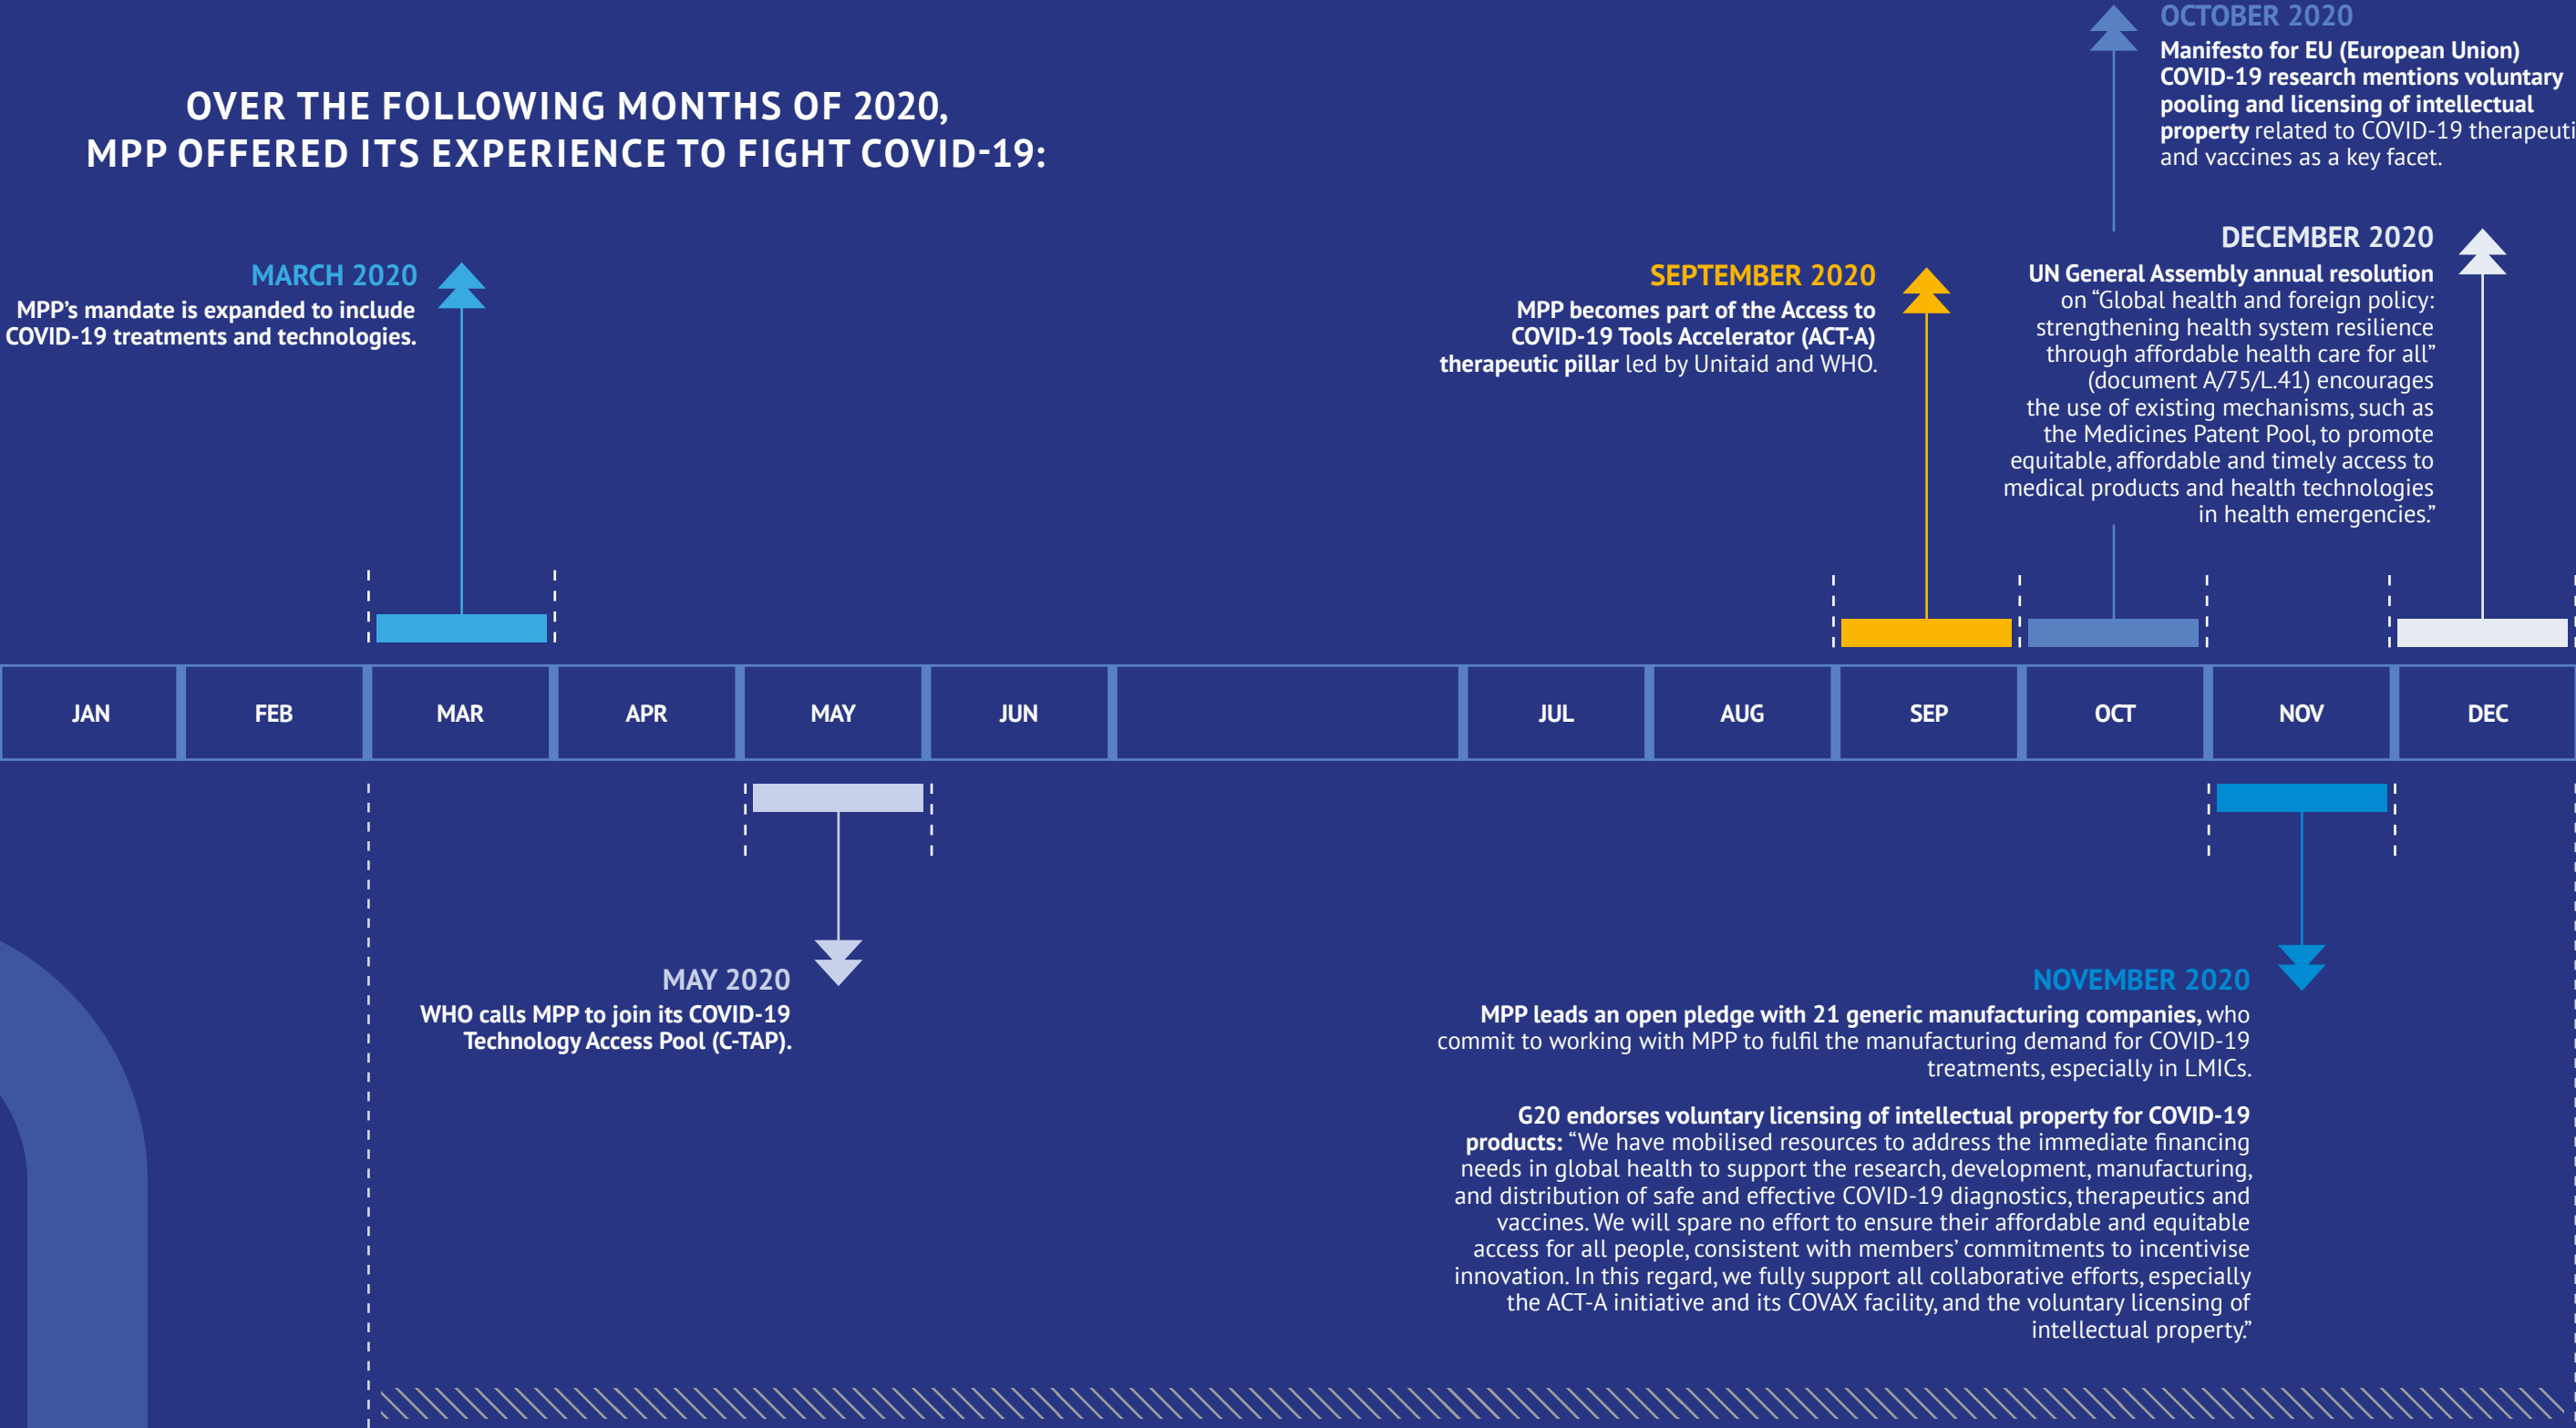 OVER THE FOLLOWING MONTHS OF 2020,
MPP OFFERED ITS EXPERIENCE TO FIGHT COVID-19:
MARCH 2020
MPP’s mandate is expanded to include
COVID-19 treatments and technologies.
SEPTEMBER 2020
MPP becomes part of the Access to
COVID-19 Tools Accelerator (ACT-A)
therapeutic pillar led by Unitaid and WHO.
OCTOBER 2020
Manifesto for EU (European Union)
COVID-19 research mentions voluntary
pooling and licensing of intellectual
property related to COVID-19 therapeuti
and vaccines as a key facet.
DECEMBER 2020
UN General Assembly annual resolution
on “Global health and foreign policy:
strengthening health system resilience
through affordable health care for all”
(document A/75/L.41) encourages
the use of existing mechanisms, such as
the Medicines Patent Pool, to promote
equitable, affordable and timely access to
medical products and health technologies
in health emergencies.”
JAN
FEB
MAR
APR
MAY
JUN
JUL
AUG
SEP
OCT
NOV
DEC
MAY 2020
WHO calls MPP to join its COVID-19
Technology Access Pool (C-TAP).
NOVEMBER 2020
MPP leads an open pledge with 21 generic manufacturing companies, who
commit to working with MPP to fulfil the manufacturing demand for COVID-19
treatments, especially in LMICs.
G20 endorses voluntary licensing of intellectual property for COVID-19
products: “We have mobilised resources to address the immediate financing
needs in global health to support the research, development, manufacturing,
and distribution of safe and effective COVID-19 diagnostics, therapeutics and
vaccines. We will spare no effort to ensure their affordable and equitable
access for all people, consistent with members’ commitments to incentivise
innovation. In this regard, we fully support all collaborative efforts, especially
the ACT-A initiative and its COVAX facility, and the voluntary licensing of
intellectual property.”